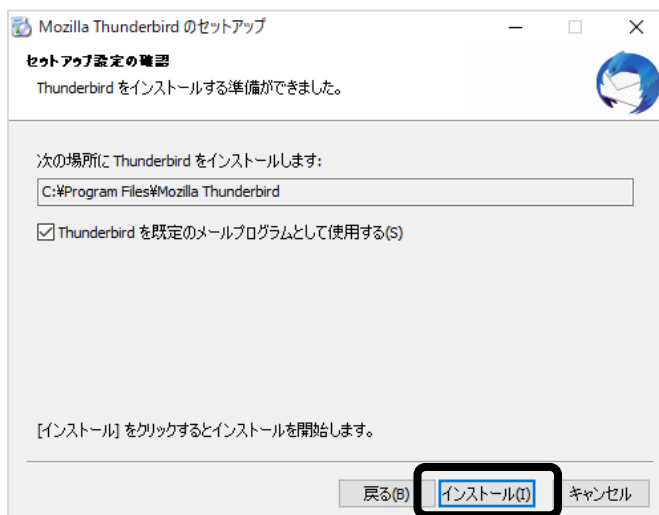 Mozilla Thunderbird のセットアップ
セットアップ設定の確認
Thunderbird をインストールする準備ができました。
次の場所に Thunderbird をインストールします:
C:¥Program Files¥Mozilla Thunderbird
Thunderbird を既定のメールプログラムとして使用する(S)
[インストール] をクリックするとインストールを開始します。
戻る(B) インストール(I) キャンセル